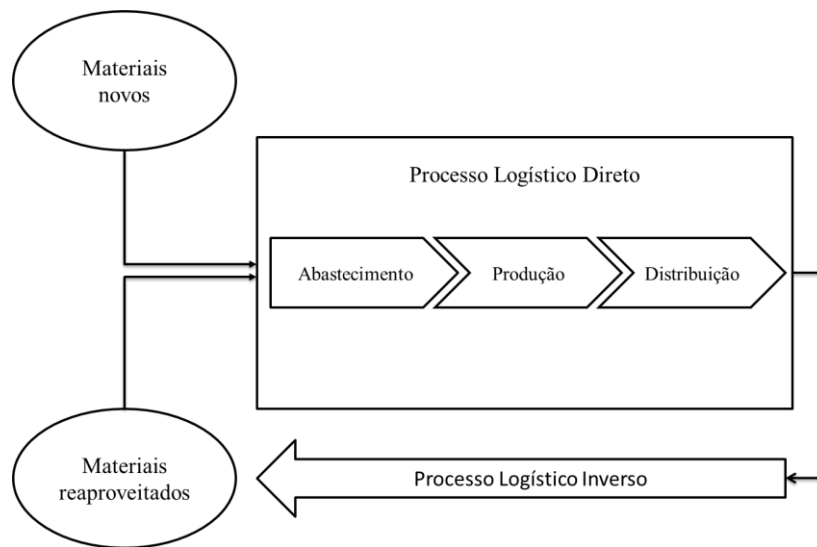 Materiais
novos
Processo Logístico Direto
Abastecimento
Produção
Distribuição
Materiais
reaproveitados
Processo Logístico Inverso